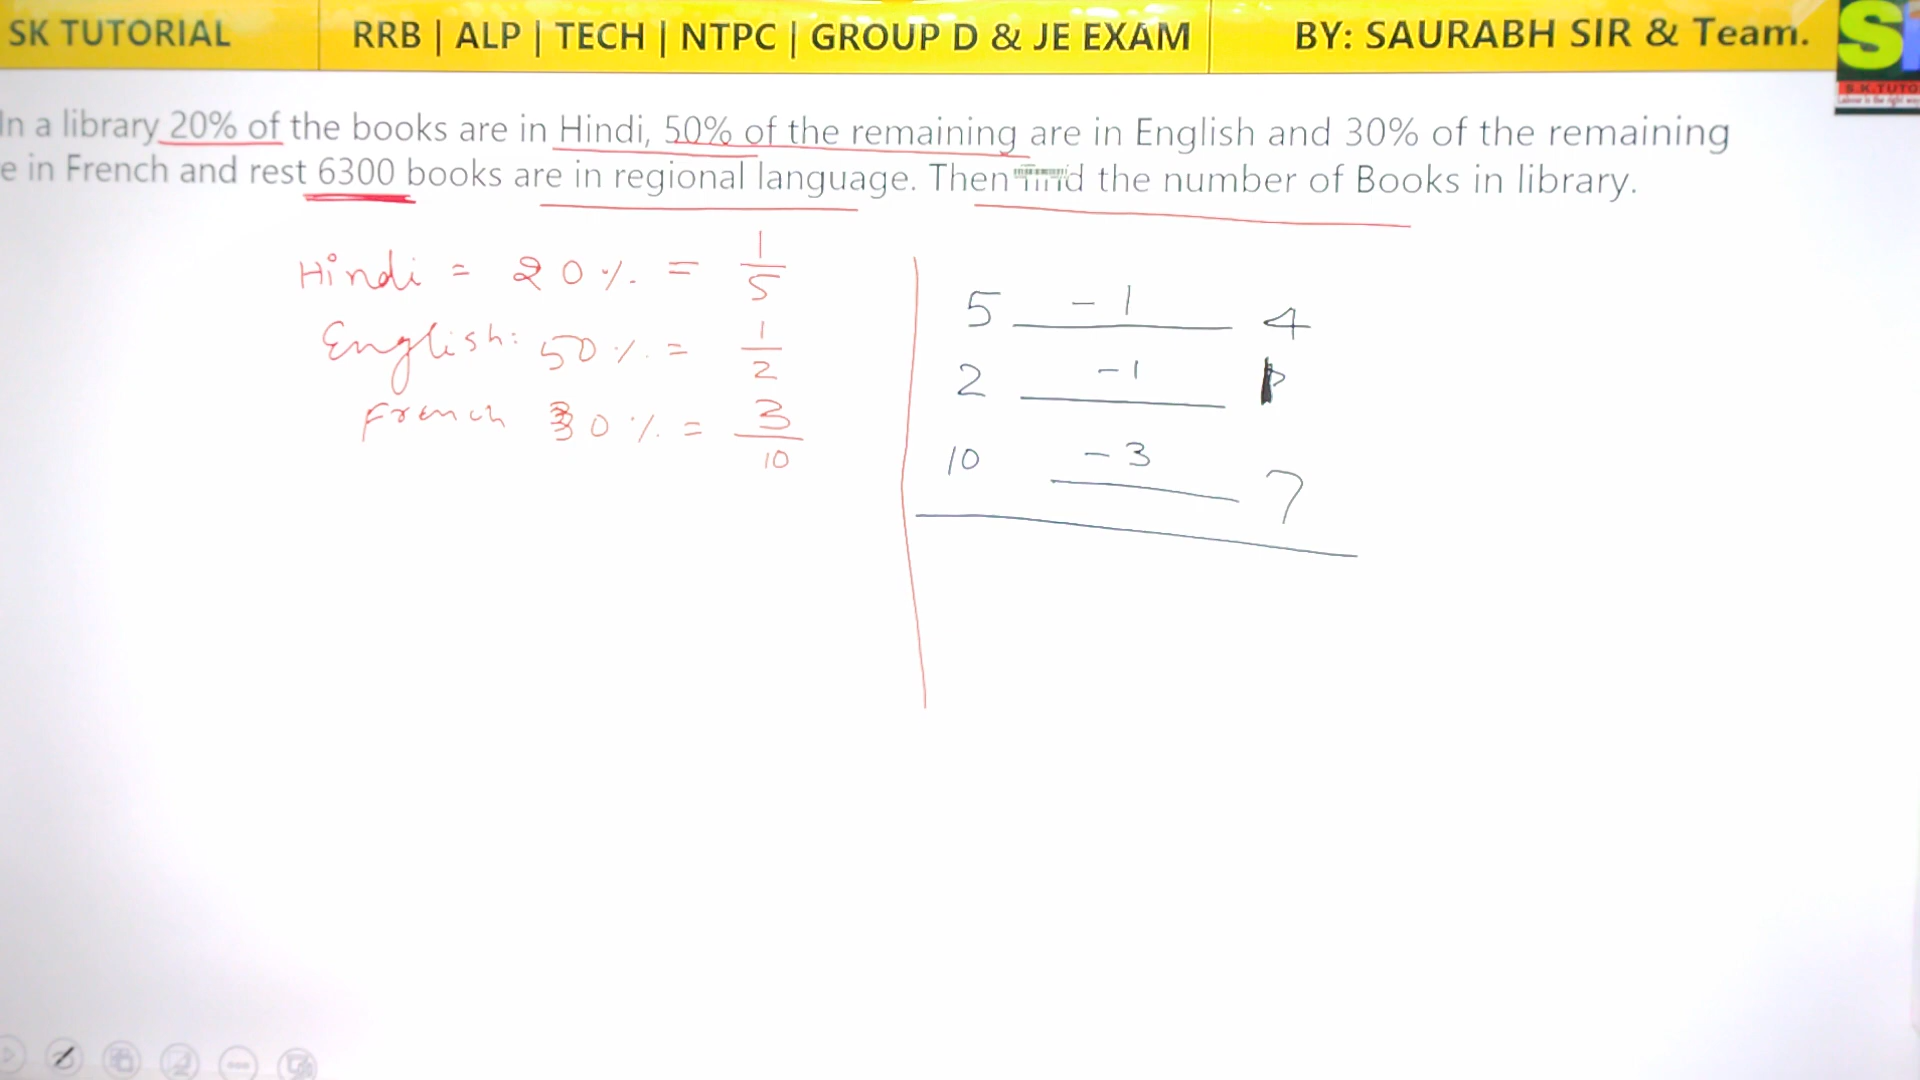 SK TUTORIAL RRB | ALP | TECH | NTPC | GROUP D & JE EXAM BY: SAURABH SIR & Team.
S.K.TUTO
In a library 20% of the books are in Hindi, 50% of the remaining are in English and 30% of the remaining
e in French and rest 6300 books are in regional language. Then find the number of Books in library.
Hindi = 20% = 1/5
English: 50% = 1/2
French 30% = 3/10
5 -1 4
2 -1 1
10 -3 7